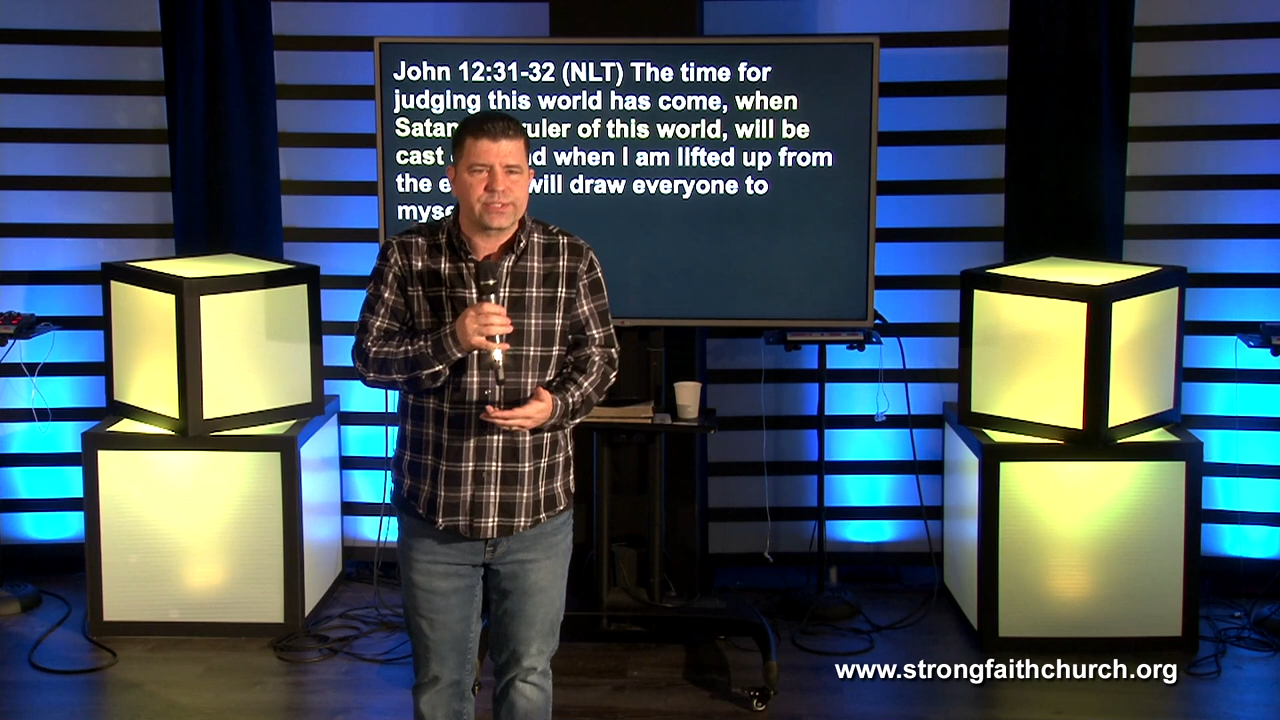 John 12:31-32 (NLT) The time for
judging this world has come, when
Satan ruler of this world, will be
cast when I am lifted up from
the will draw everyone to
www.strongfaithchurch.org